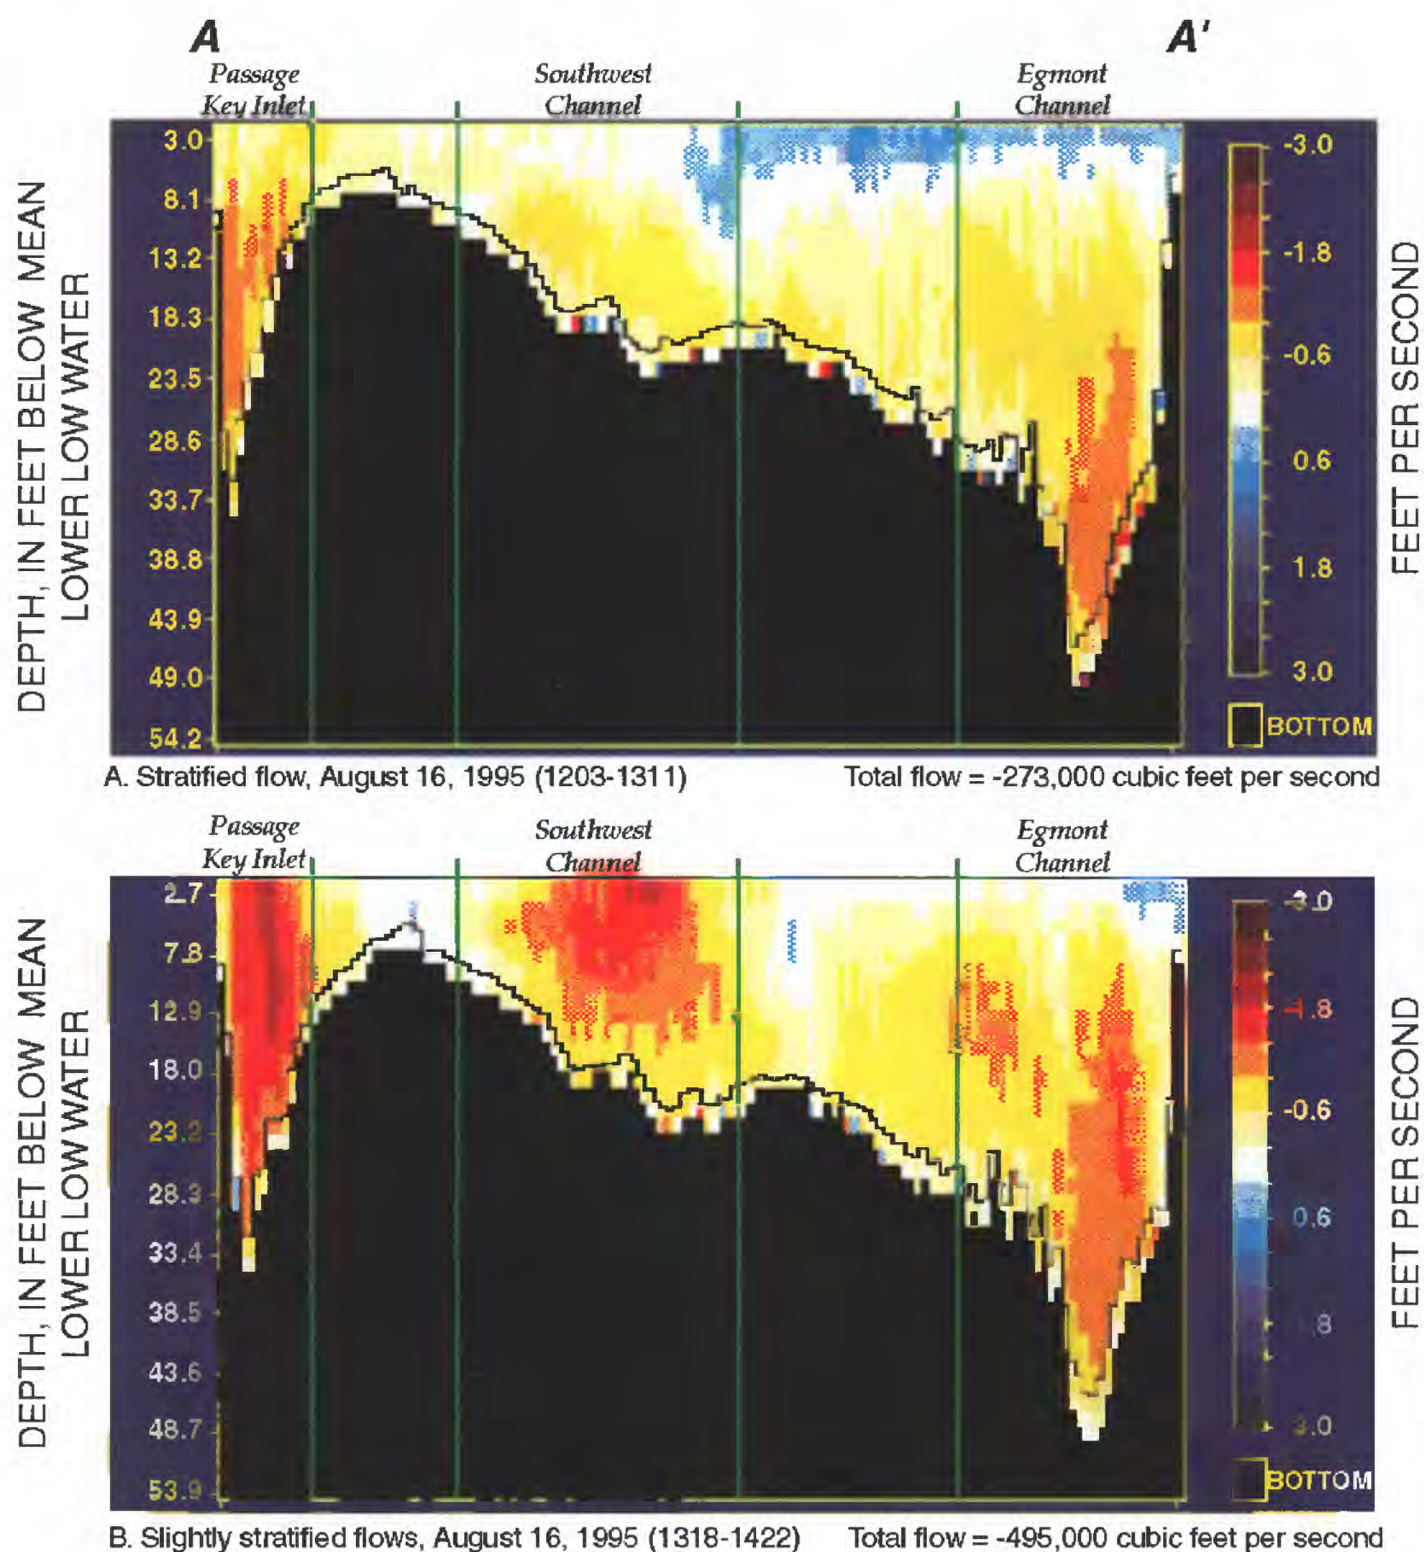 A A'
Passage Southwest Egmont
Key Inlet Channel Channel
DEPTH, IN FEET BELOW MEAN
LOWER LOW WATER
3.0
8.1
13.2
18.3
23.5
28.6
33.7
38.8
43.9
49.0
54.2
-3.0
-1.8
-0.6
0.6
1.8
3.0
BOTTOM
FEET PER SECOND
A. Stratified flow, August 16, 1995 (1203-1311) Total flow = -273,000 cubic feet per second
Passage Southwest Egmont
Key Inlet Channel Channel
DEPTH, IN FEET BELOW MEAN
LOWER LOW WATER
2.7
7.8
12.9
18.0
23.2
28.3
33.4
38.5
43.6
48.7
53.9
-3.0
-1.8
-0.6
0.6
1.8
3.0
BOTTOM
FEET PER SECOND
B. Slightly stratified flows, August 16, 1995 (1318-1422) Total flow = -495,000 cubic feet per second